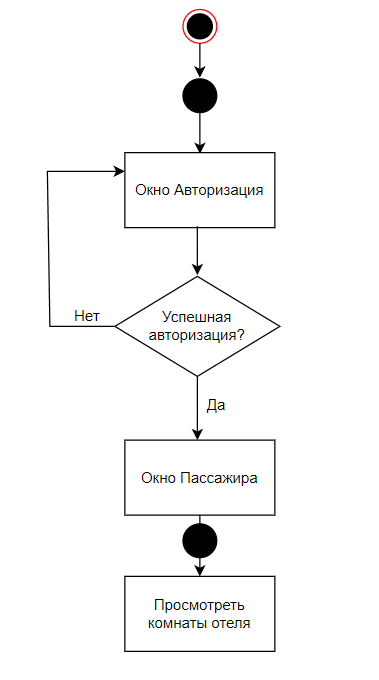 Окно Авторизация
Успешная
авторизация?
Нет
Да
Окно Пассажира
Просмотреть
комнаты отеля